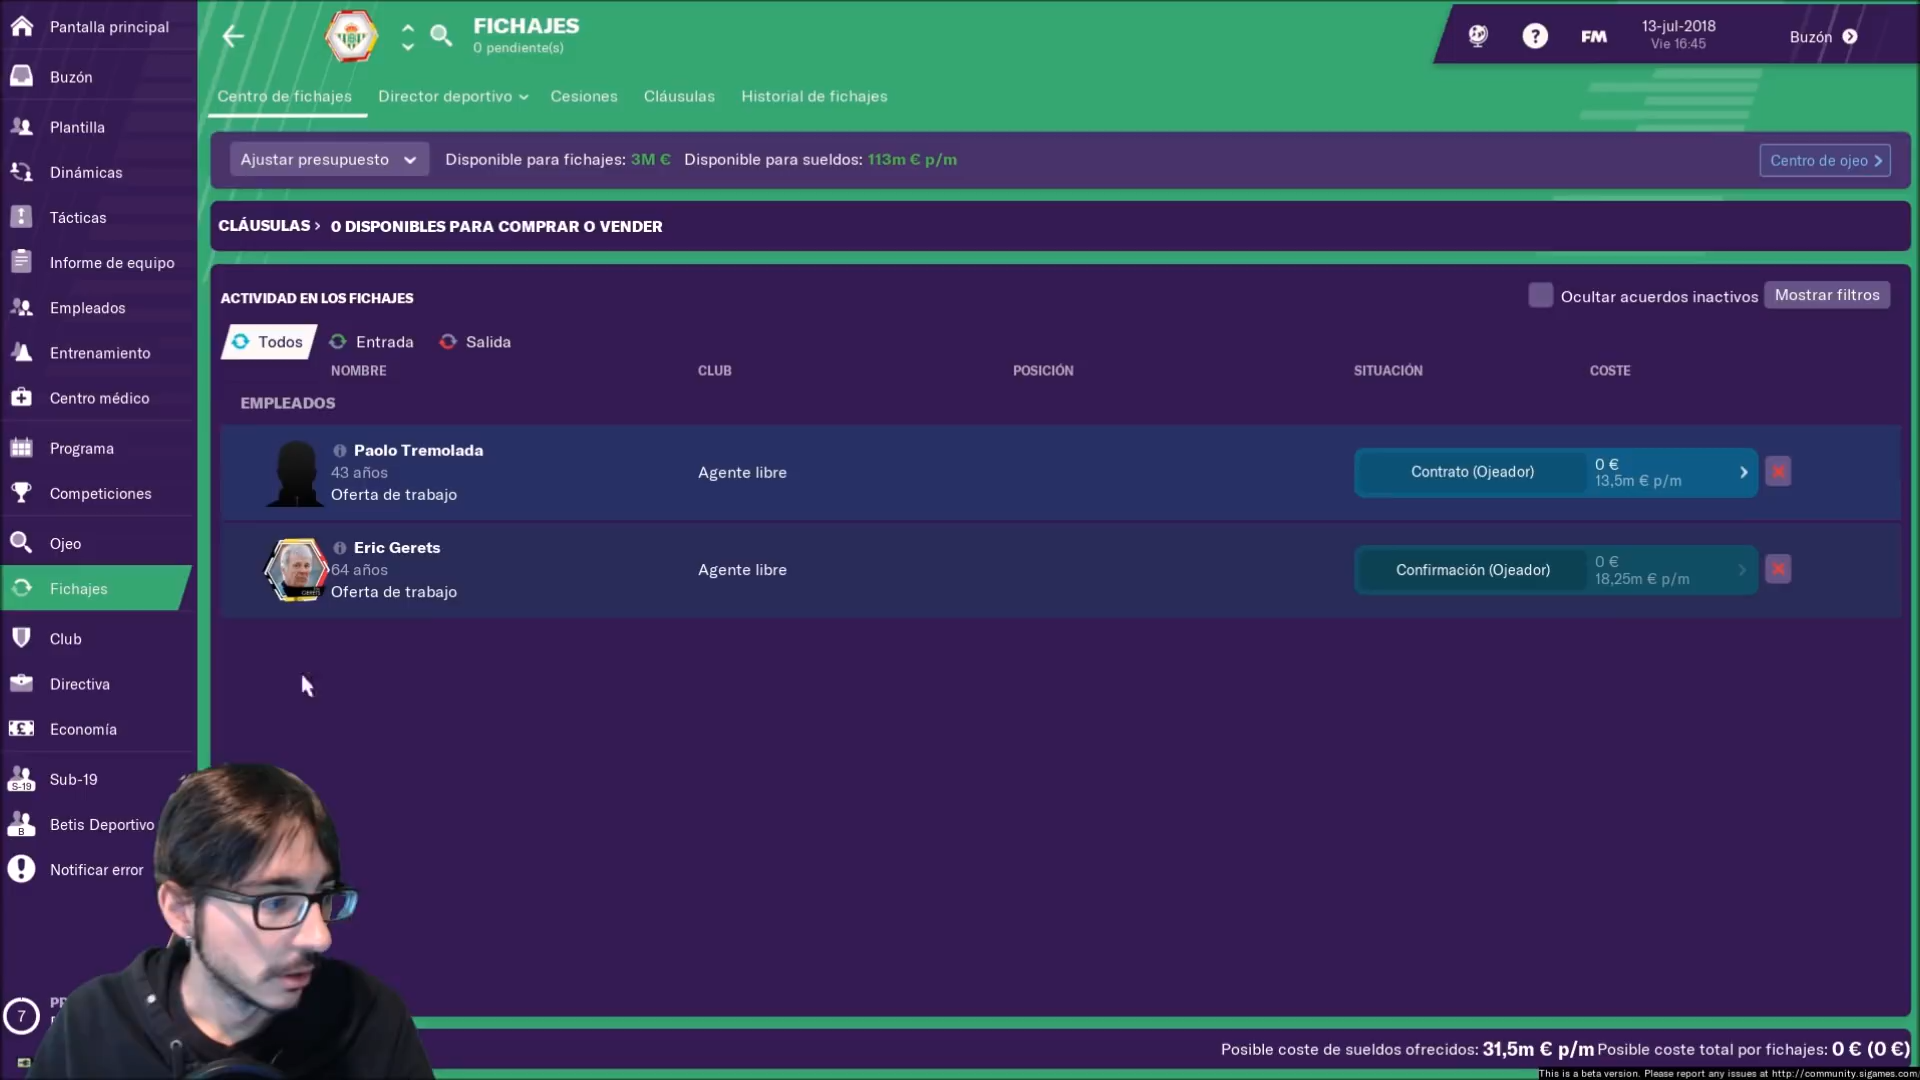 Pantalla principal
Buzón
Plantilla
Dinámicas
Tácticas
Informe de equipo
Empleados
Entrenamiento
Centro médico
Programa
Competiciones
Ojeo
Fichajes
Club
Directiva
Economía
S-19
Sub-19
B
Betis Deportivo
Notificar error
7
FICHAJES
0 pendiente(s)
FM
13-jul-2018
Vie 16:45
Buzón
Centro de fichajes
Director deportivo
Cesiones
Cláusulas
Historial de fichajes
Ajustar presupuesto
Disponible para fichajes: 3M €
Disponible para sueldos: 113m € p/m
Centro de ojeo
CLÁUSULAS › 0 DISPONIBLES PARA COMPRAR O VENDER
ACTIVIDAD EN LOS FICHAJES
Ocultar acuerdos inactivos
Mostrar filtros
Todos
Entrada
Salida
NOMBRE
CLUB
POSICIÓN
SITUACIÓN
COSTE
EMPLEADOS
Paolo Tremolada
43 años
Oferta de trabajo
Agente libre
Contrato (Ojeador)
0 €
13,5m € p/m
Eric Gerets
64 años
Oferta de trabajo
Agente libre
Confirmación (Ojeador)
0 €
18,25m € p/m
Posible coste de sueldos ofrecidos: 31,5m € p/m Posible coste total por fichajes: 0 € (0 €)
This is a beta version. Please report any issues at http://community.sigames.com/